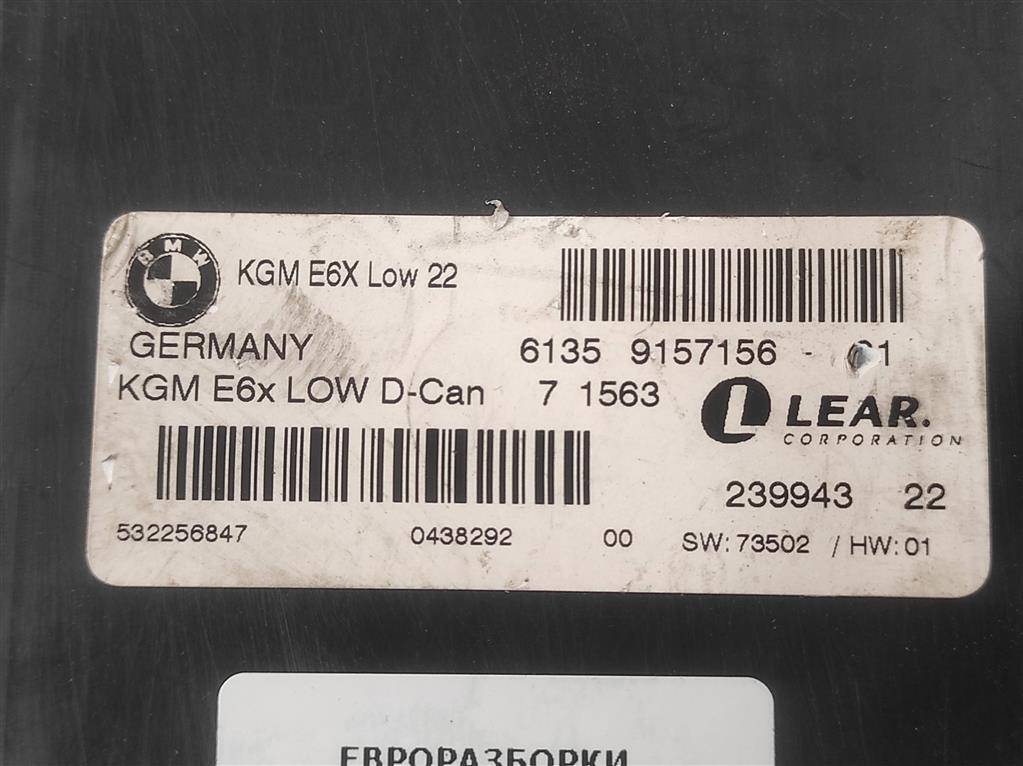 BMW
KGM E6X Low 22
GERMANY
6135 9157156 - 01
KGM E6x LOW D-Can 7 1563
LEAR.
CORPORATION
239943 22
532256847 0438292 00 SW: 73502 / HW: 01
ЕВРОРАЗБОРКИ